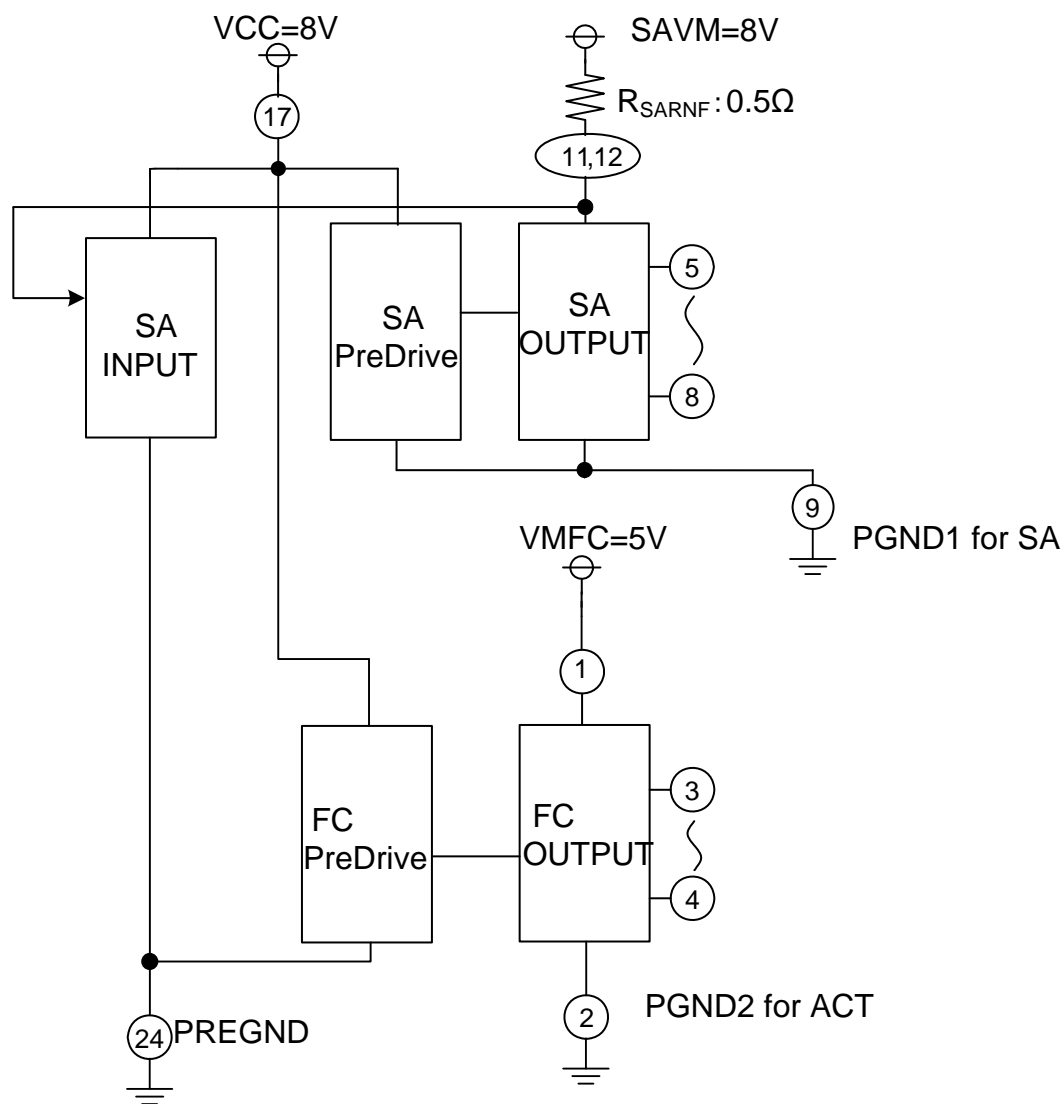 VCC=8V
SAVM=8V
17
RSARNF:0.5Ω
11,12
SA
INPUT
SA
PreDrive
SA
OUTPUT
5
8
9
PGND1 for SA
VMFC=5V
1
FC
PreDrive
FC
OUTPUT
3
4
2
PGND2 for ACT
24
PREGND